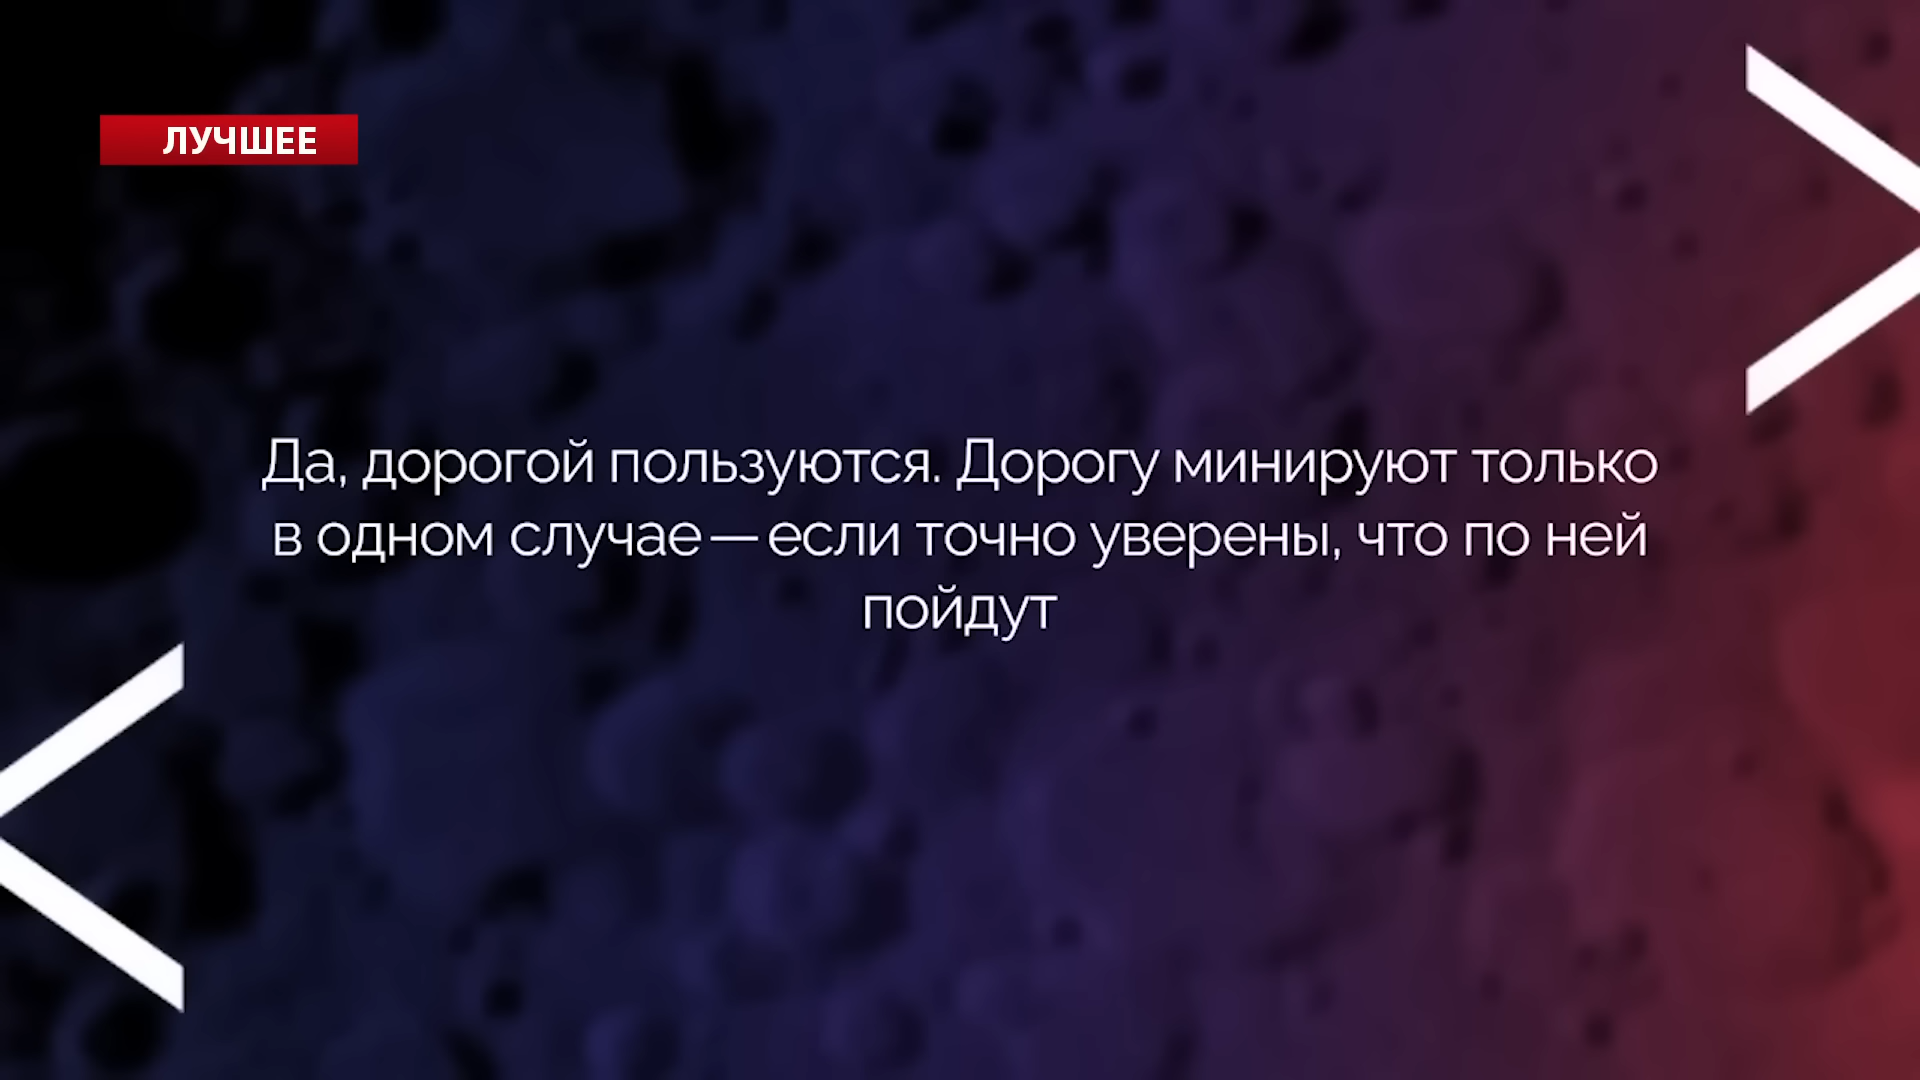 ЛУЧШЕЕ
Да, дорогой пользуются. Дорогу минируют только
в одном случае — если точно уверены, что по ней
пойдут